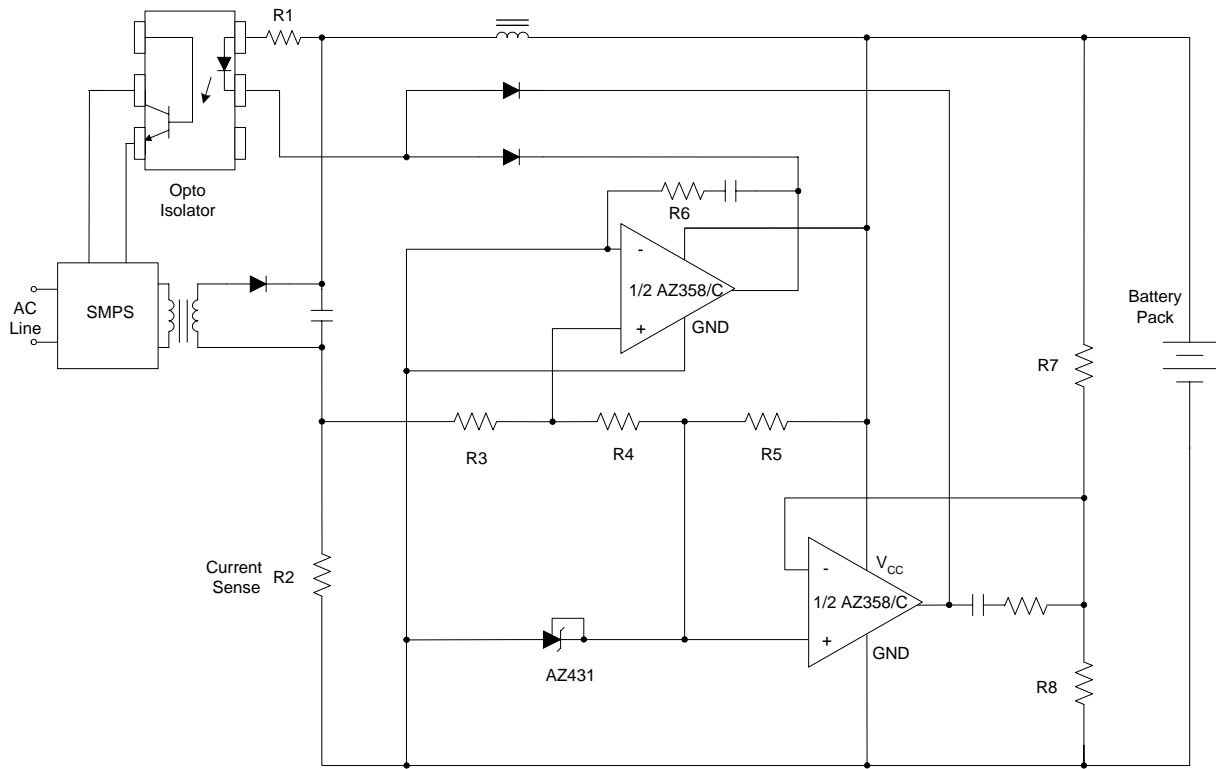 R1
Opto
Isolator
R6
-
1/2 AZ358/C
+
GND
AC
Line
SMPS
Battery
Pack
R7
R3
R4
R5
Current
Sense
R2
-
VCC
1/2 AZ358/C
+
GND
AZ431
R8